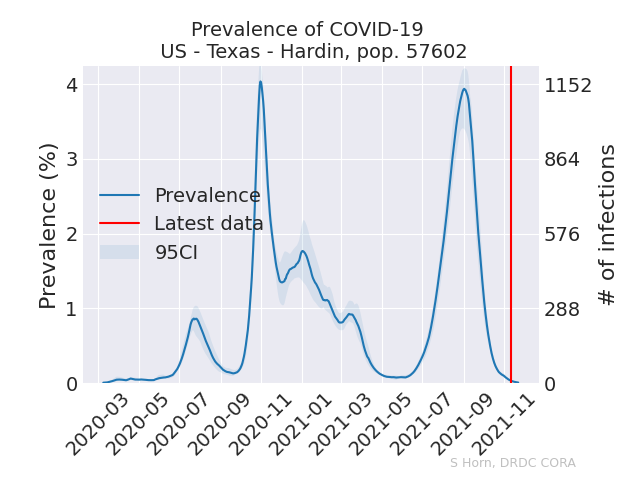 Prevalence of COVID-19
US - Texas - Hardin, pop. 57602
Prevalence (%)
4
3
2
1
0
1152
864
576
288
0
# of infections
Prevalence
Latest data
95CI
2020-03
2020-05
2020-07
2020-09
2020-11
2021-01
2021-03
2021-05
2021-07
2021-09
2021-11
S Horn, DRDC CORA